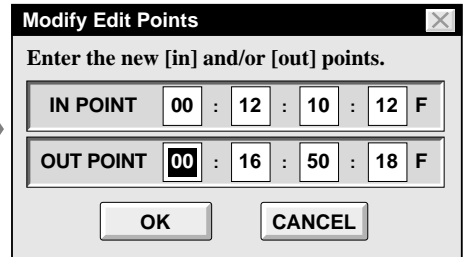 Modify Edit Points
Enter the new [in] and/or [out] points.
IN POINT 00 : 12 : 10 : 12 F
OUT POINT 00 : 16 : 50 : 18 F
OK CANCEL